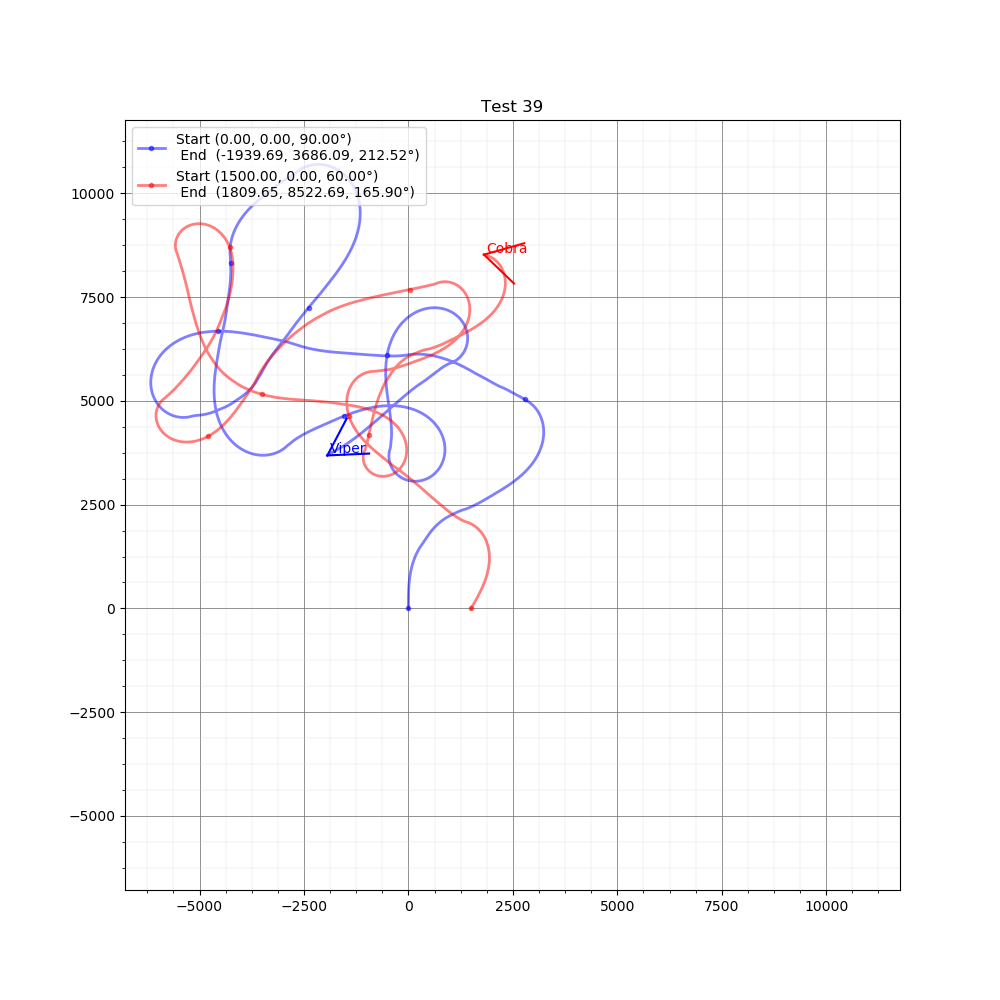 Test 39
Start (0.00, 0.00, 90.00°)
End (-1939.69, 3686.09, 212.52°)
Start (1500.00, 0.00, 60.00°)
End (1809.65, 8522.69, 165.90°)
10000
7500
5000
2500
0
−2500
−5000
Cobra
Viper
−5000 −2500 0 2500 5000 7500 10000